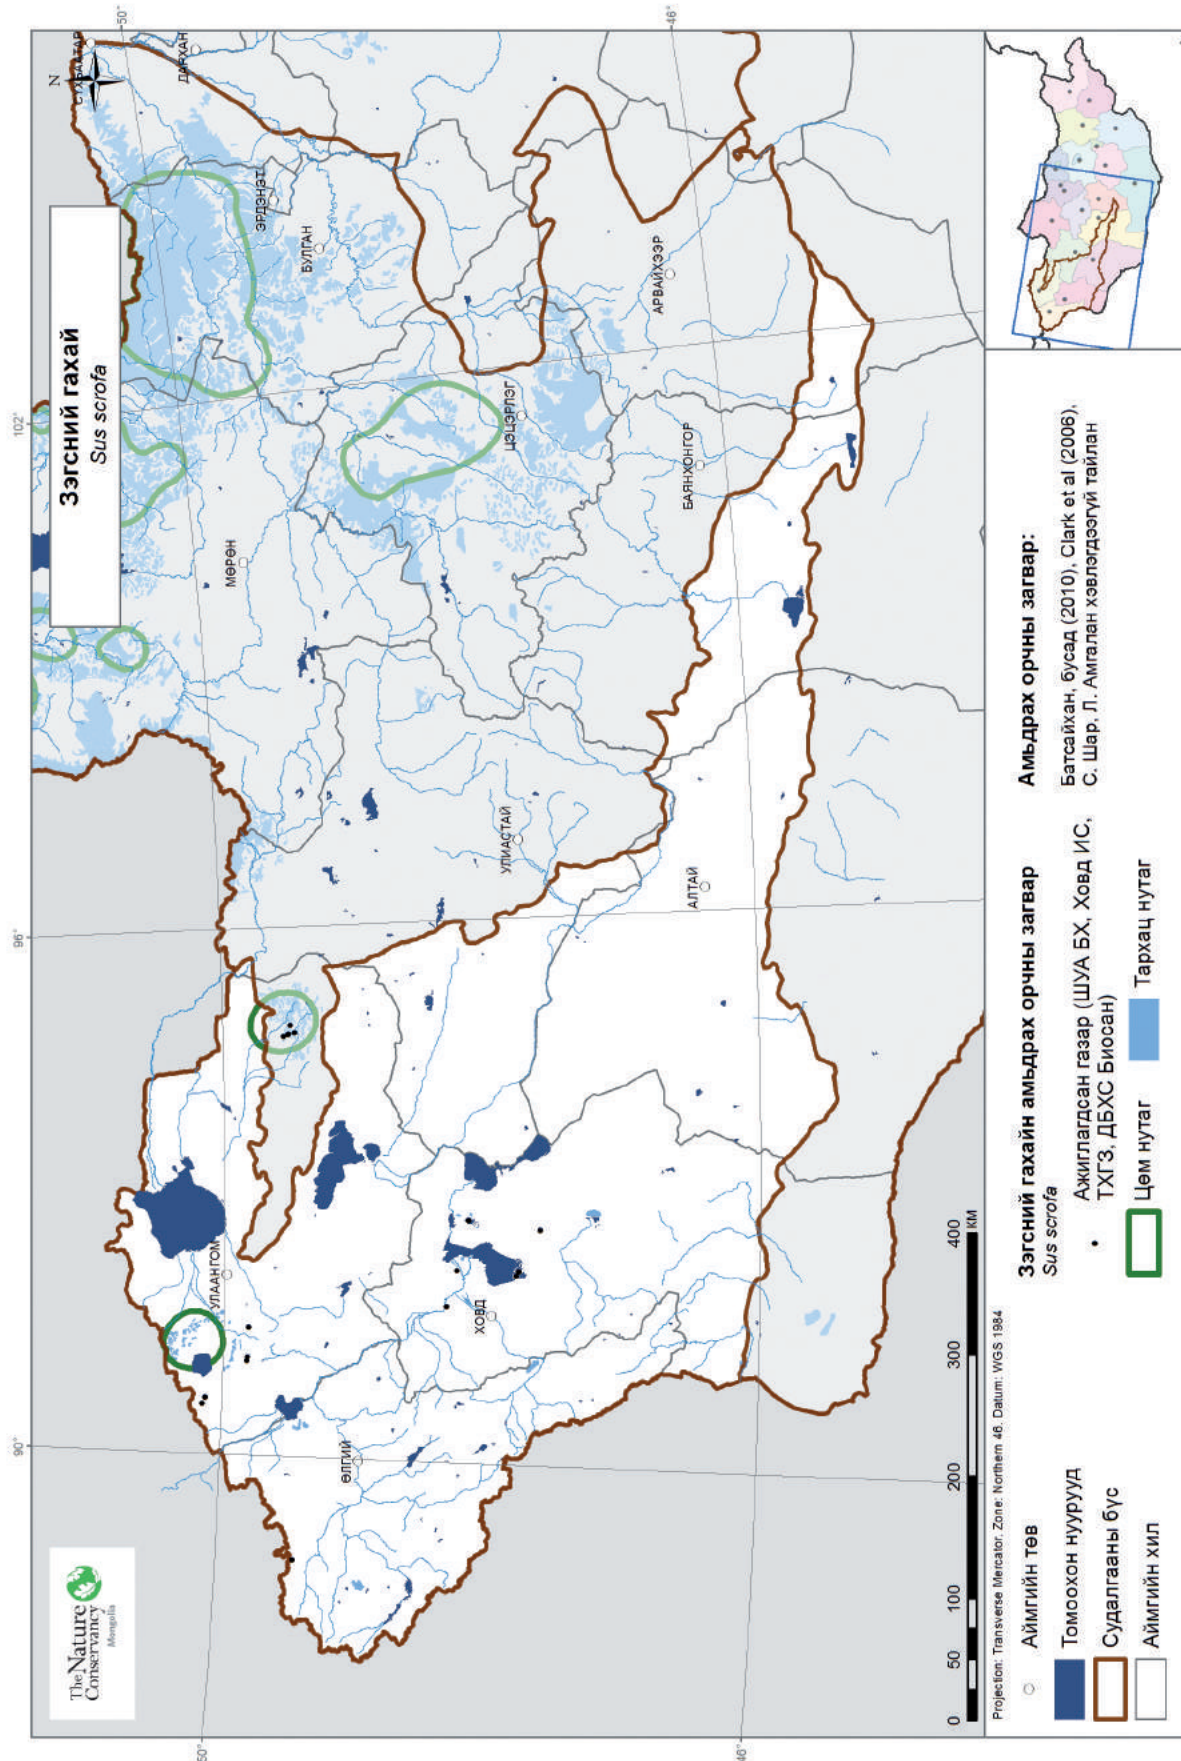 The Nature
Conservancy
Mongolia
Зэгсний гахай
Sus scrofa
N
90°
96°
102°
50°
46°
50°
46°
СҮХБААТАР
ДАРХАН
ЭРДЭНЭТ
БУЛГАН
МӨРӨН
ЦЭЦЭРЛЭГ
АРВАЙХЭЭР
БАЯНХОНГОР
УЛИАСТАЙ
АЛТАЙ
УЛААНГОМ
ХОВД
ӨЛГИЙ
0 50 100 200 300 400
КМ
Projection: Transverse Mercator, Zone: Northern 46, Datum: WGS 1984
Аймгийн төв
Томоохон нуурууд
Судалгааны бүс
Аймгийн хил
Зэгсний гахайн амьдрах орчны загвар
Sus scrofa
Ажиглагдсан газар (ШУА БХ, Ховд ИС,
ТХГЗ, ДБХС Биосан)
Цөм нутаг
Тархац нутаг
Амьдрах орчны загвар:
Батсайхан, бусад (2010), Clark et al (2006),
С. Шар, Л. Амгалан хэвлэгдээгүй тайлан